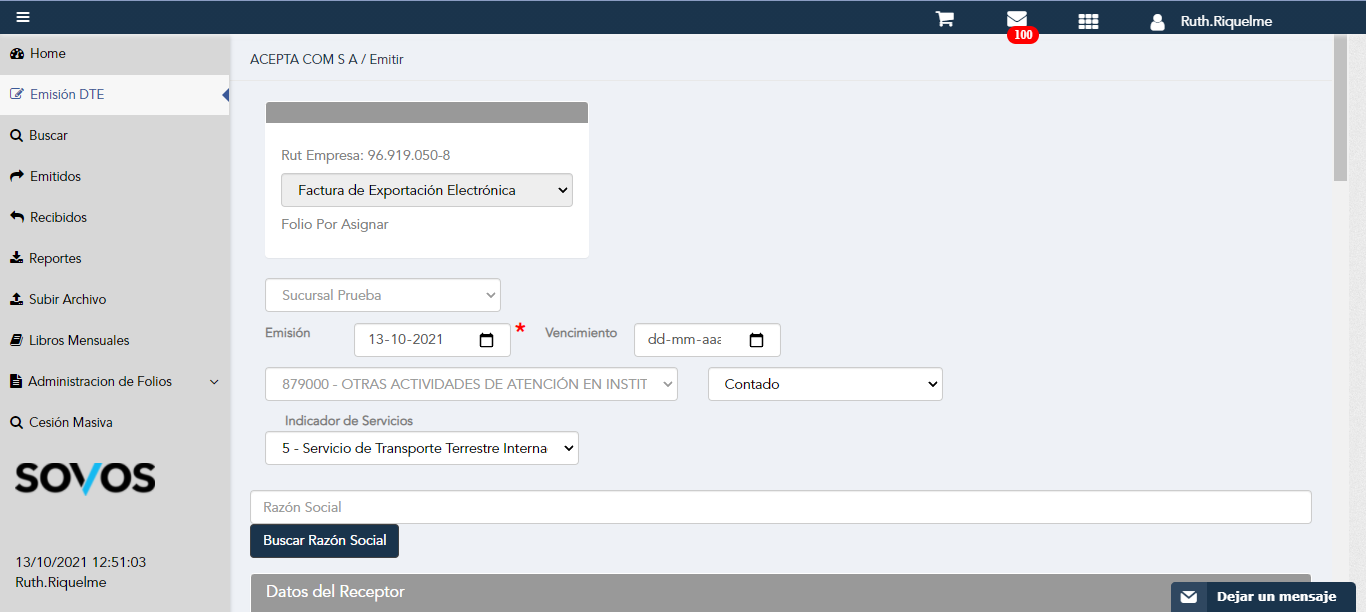 Ruth.Riquelme
100
Home
Emisión DTE
Buscar
Emitidos
Recibidos
Reportes
Subir Archivo
Libros Mensuales
Administracion de Folios
Cesión Masiva
SOVOS
13/10/2021 12:51:03
Ruth.Riquelme
ACEPTA COM S A / Emitir
Rut Empresa: 96.919.050-8
Factura de Exportación Electrónica
Folio Por Asignar
Sucursal Prueba
Emisión 13-10-2021 * Vencimiento dd-mm-aaa
879000 - OTRAS ACTIVIDADES DE ATENCIÓN EN INSTIT Contado
Indicador de Servicios
5 - Servicio de Transporte Terrestre Interna
Razón Social
Buscar Razón Social
Datos del Receptor
Dejar un mensaje